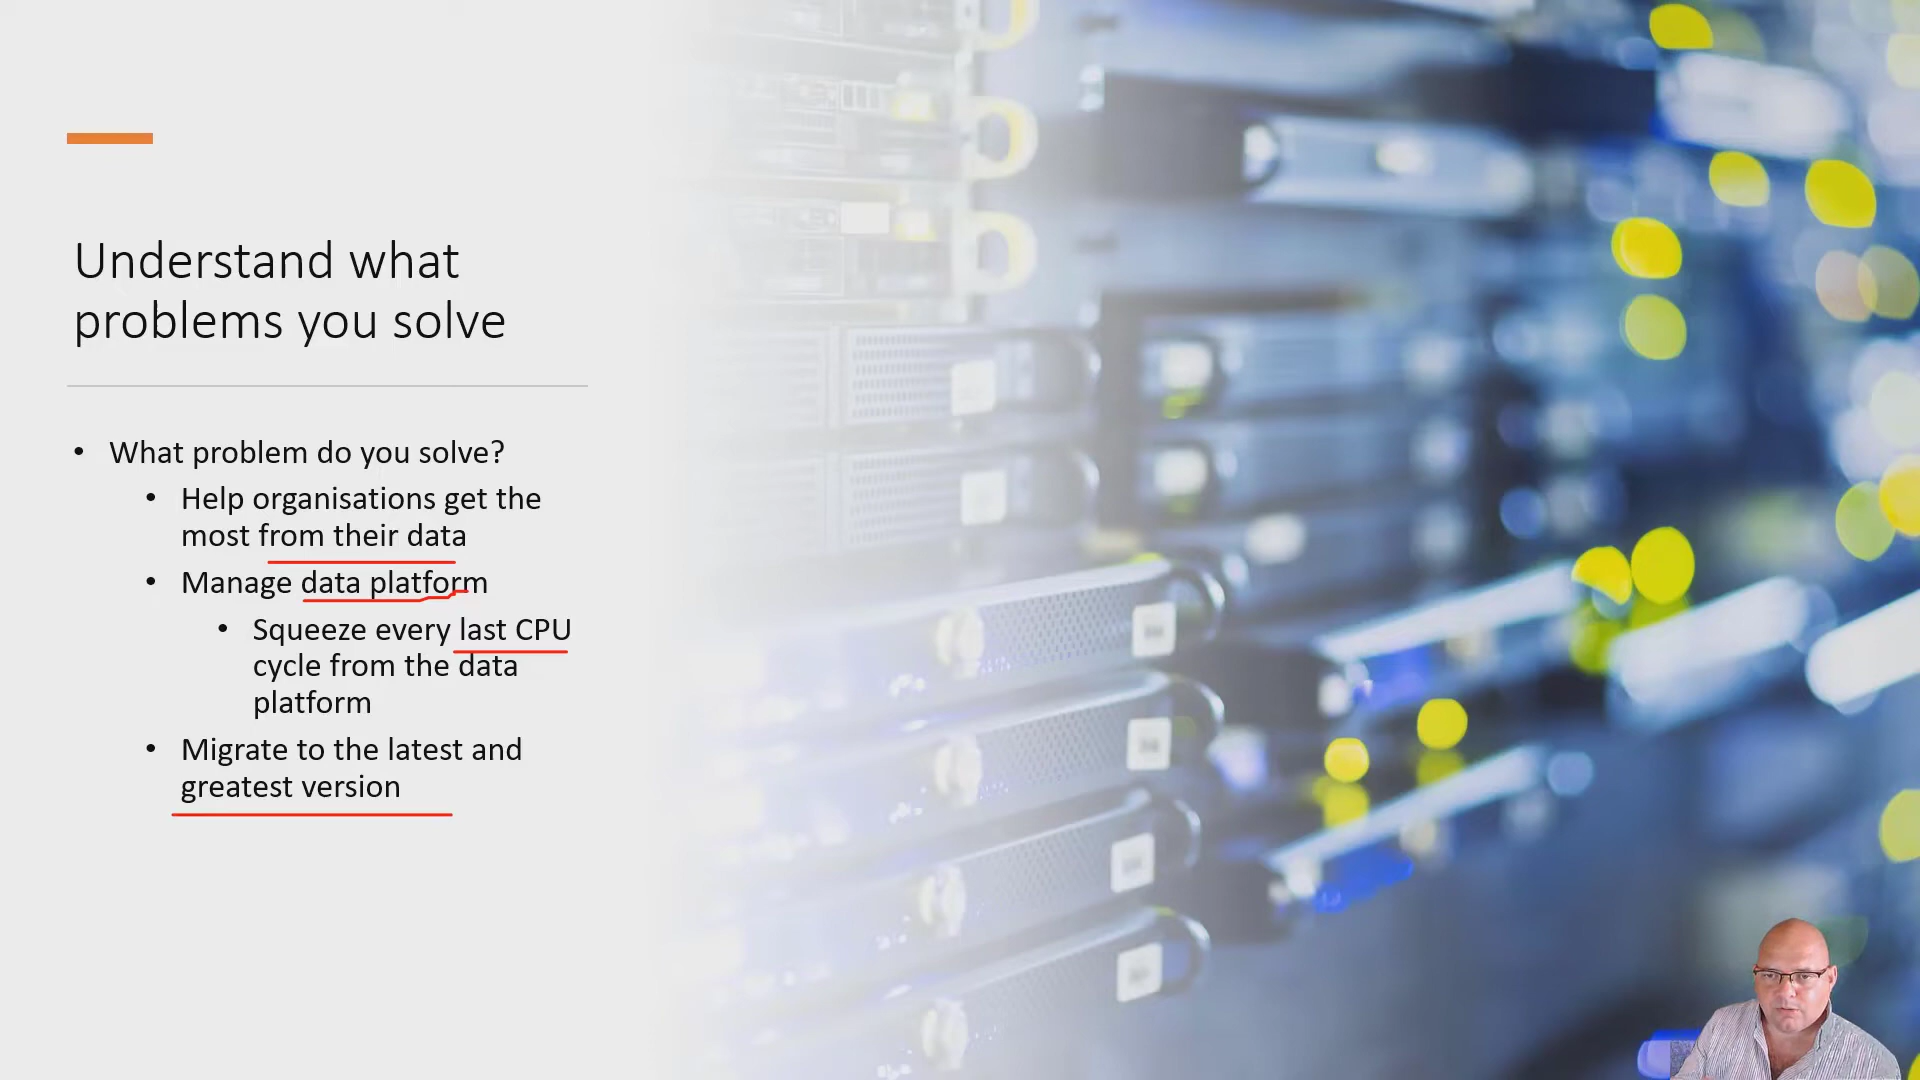 Understand what
problems you solve
• What problem do you solve?
• Help organisations get the
most from their data
• Manage data platform
• Squeeze every last CPU
cycle from the data
platform
• Migrate to the latest and
greatest version